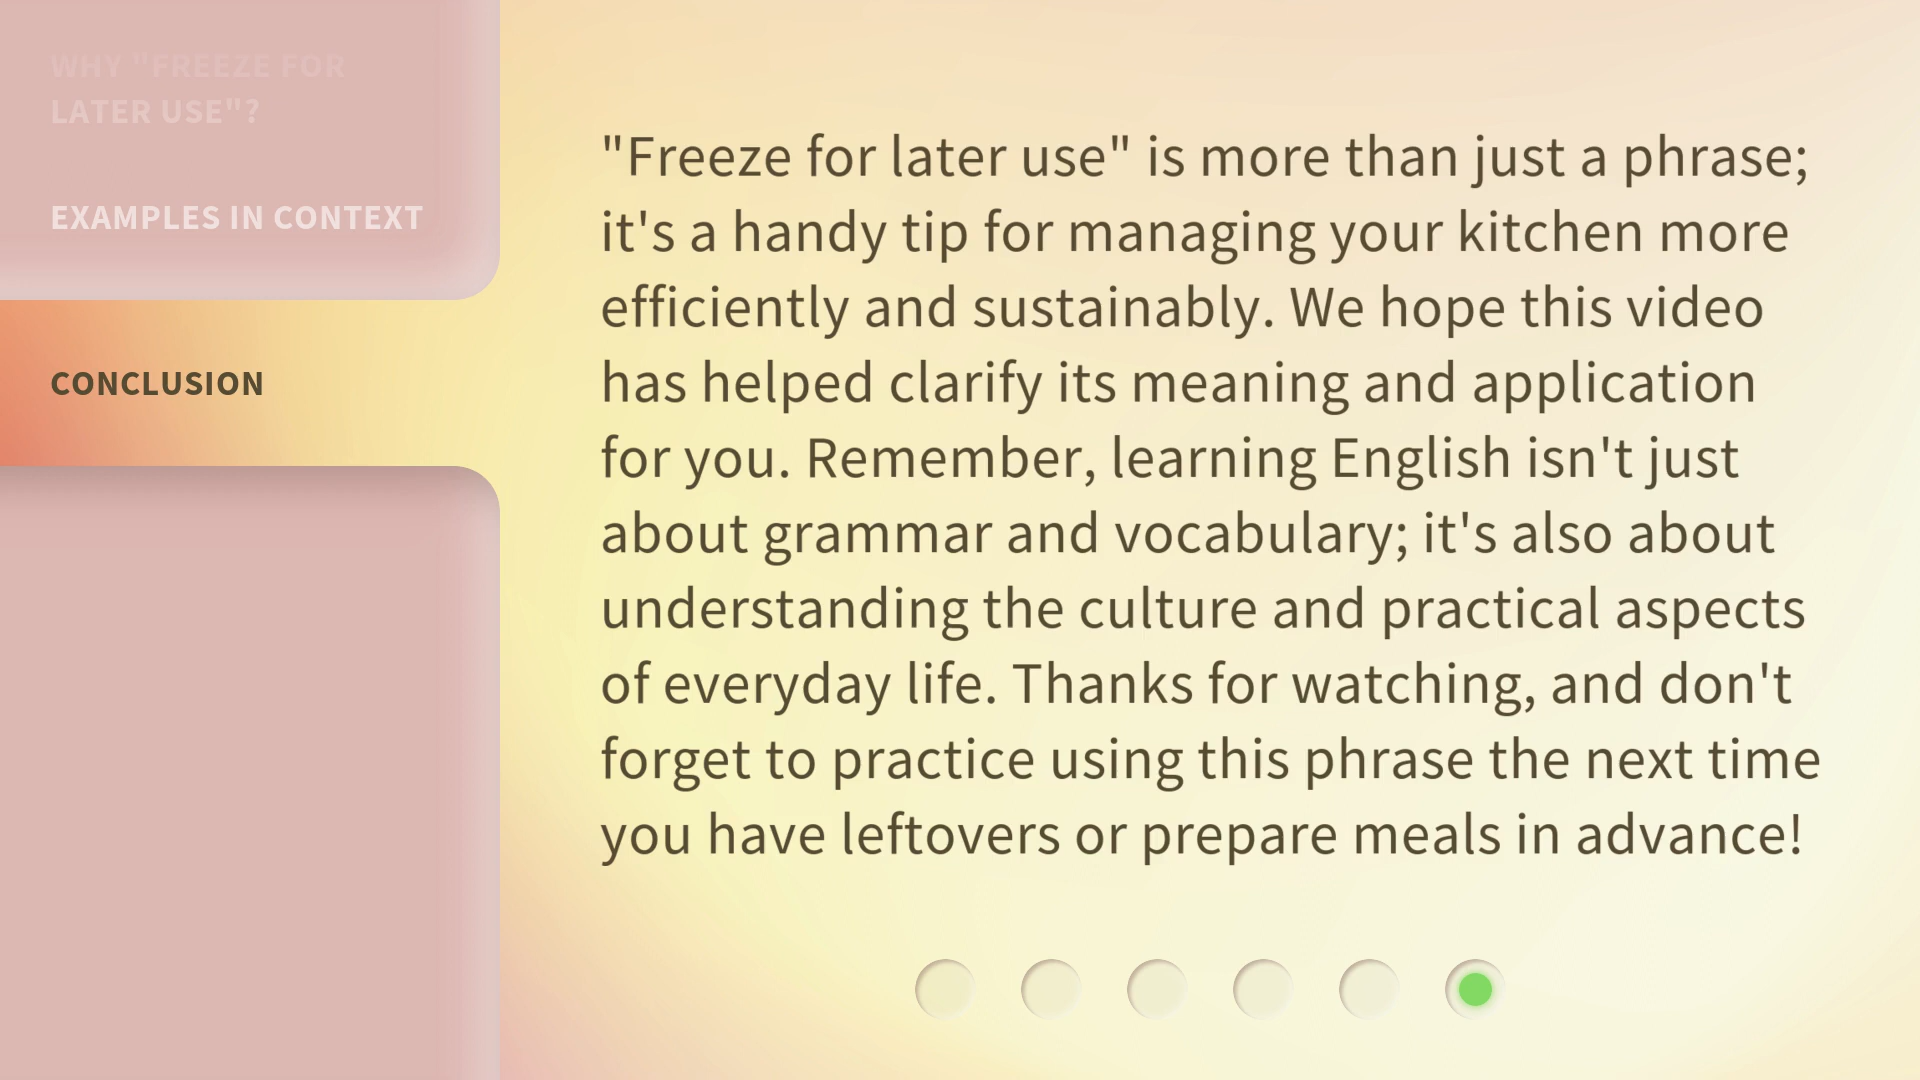 WHY "FREEZE FOR
LATER USE"?
EXAMPLES IN CONTEXT
CONCLUSION
"Freeze for later use" is more than just a phrase;
it's a handy tip for managing your kitchen more
efficiently and sustainably. We hope this video
has helped clarify its meaning and application
for you. Remember, learning English isn't just
about grammar and vocabulary; it's also about
understanding the culture and practical aspects
of everyday life. Thanks for watching, and don't
forget to practice using this phrase the next time
you have leftovers or prepare meals in advance!